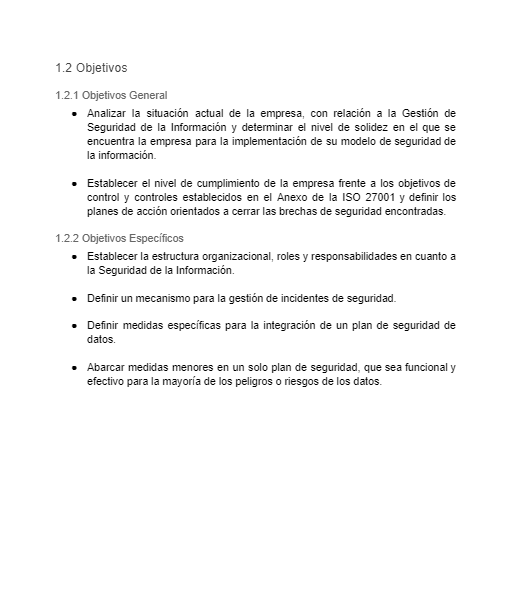 1.2 Objetivos
1.2.1 Objetivos General
● Analizar la situación actual de la empresa, con relación a la Gestión de
Seguridad de la Información y determinar el nivel de solidez en el que se
encuentra la empresa para la implementación de su modelo de seguridad de
la información.
● Establecer el nivel de cumplimiento de la empresa frente a los objetivos de
control y controles establecidos en el Anexo de la ISO 27001 y definir los
planes de acción orientados a cerrar las brechas de seguridad encontradas.
1.2.2 Objetivos Específicos
● Establecer la estructura organizacional, roles y responsabilidades en cuanto a
la Seguridad de la Información.
● Definir un mecanismo para la gestión de incidentes de seguridad.
● Definir medidas específicas para la integración de un plan de seguridad de
datos.
● Abarcar medidas menores en un solo plan de seguridad, que sea funcional y
efectivo para la mayoría de los peligros o riesgos de los datos.